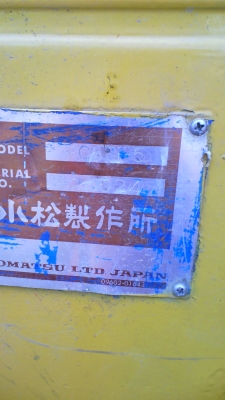 ODEL
ERIAL
O.
小松製作所
OMATSU LTD JAPAN